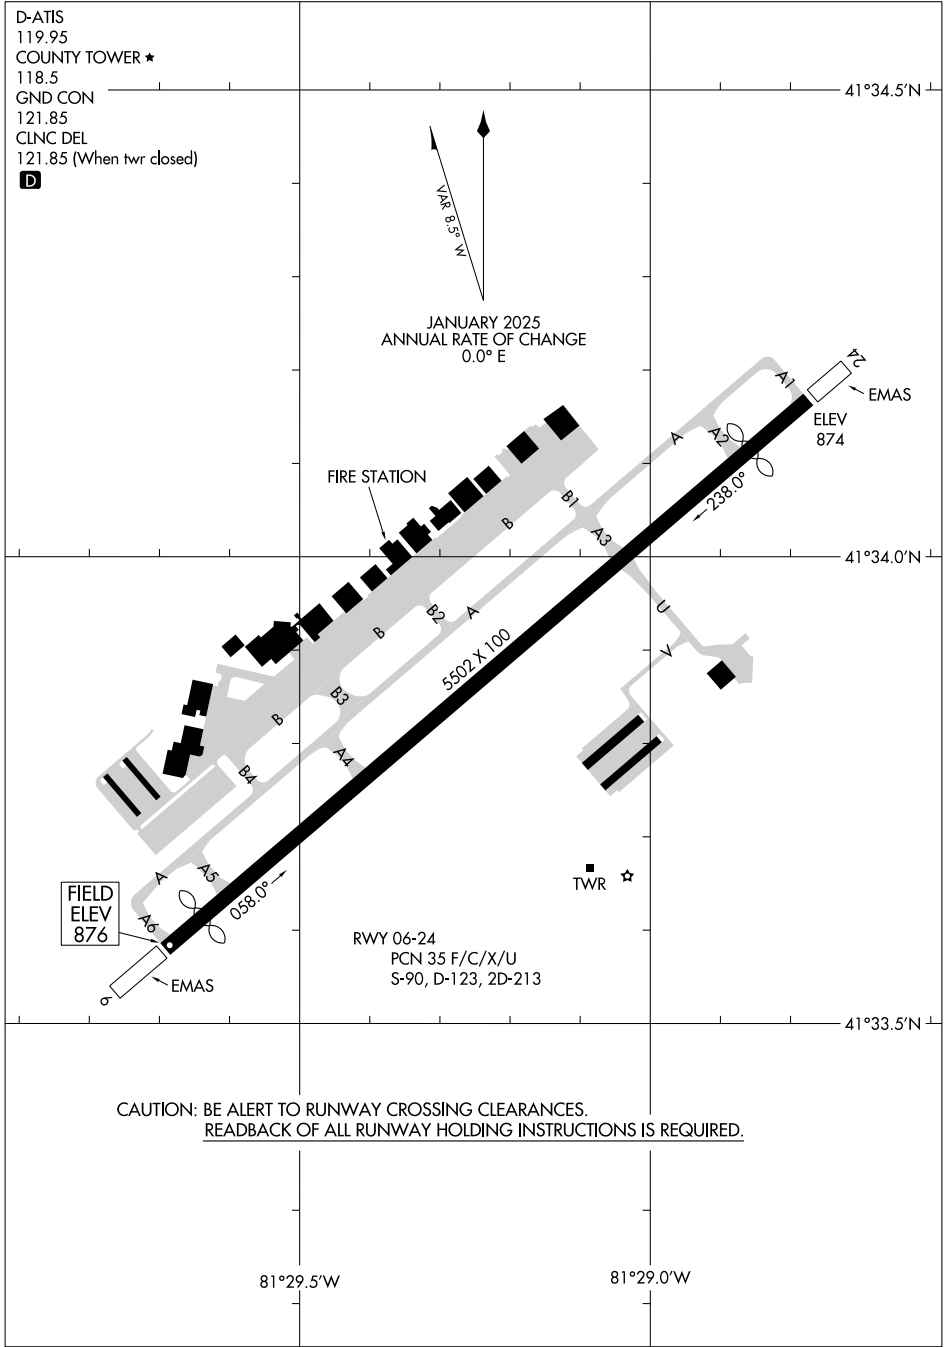 D-ATIS
119.95
COUNTY TOWER ★
118.5
GND CON
121.85
CLNC DEL
121.85 (When twr closed)
D
41°34.5'N
VAR 8.5° W
JANUARY 2025
ANNUAL RATE OF CHANGE
0.0° E
24
EMAS
A1
ELEV
874
A
A2
238.0°
FIRE STATION
B1
B
A3
41°34.0'N
B2
A
U
B
5502 X 100
V
B3
B
A4
B4
A
A5
TWR
058.0°
FIELD
ELEV
876
A6
RWY 06-24
PCN 35 F/C/X/U
S-90, D-123, 2D-213
EMAS
6
41°33.5'N
CAUTION: BE ALERT TO RUNWAY CROSSING CLEARANCES.
READBACK OF ALL RUNWAY HOLDING INSTRUCTIONS IS REQUIRED.
81°29.5'W
81°29.0'W